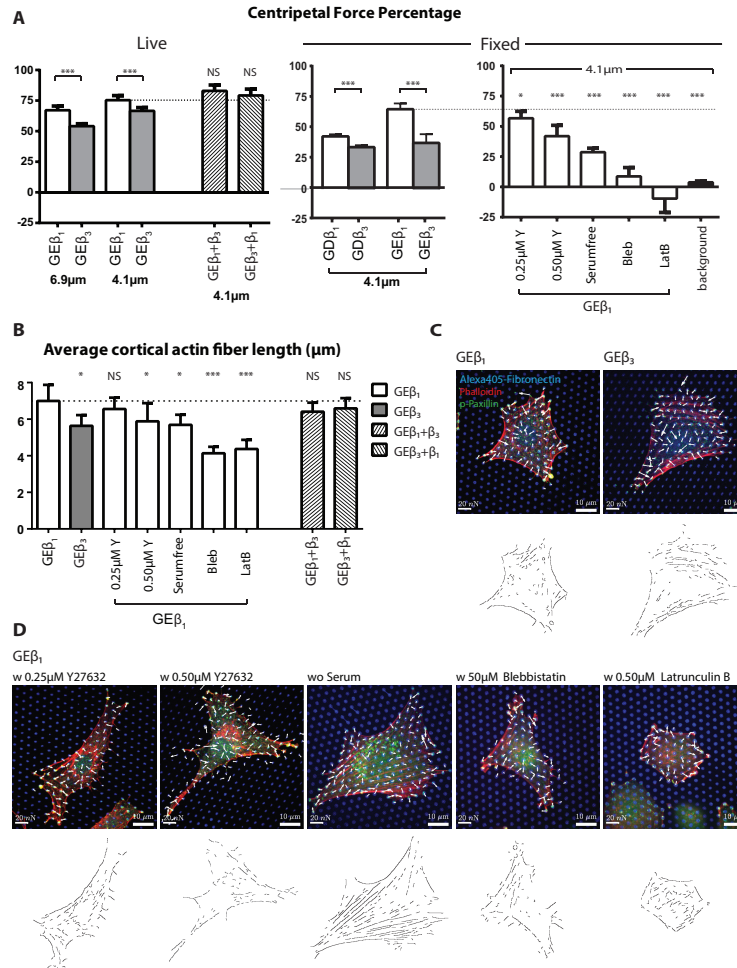 Centripetal Force Percentage
A
Live
Fixed
100
75
50
25
0
-25
***
***
NS
NS
GEβ1
GEβ3
GEβ1
GEβ3
GEβ1+β3
GEβ3+β1
6.9µm
4.1µm
4.1µm
100
75
50
25
0
-25
***
***
GDβ1
GDβ3
GEβ1
GEβ3
4.1µm
100
75
50
25
0
-25
4.1µm
*
***
***
***
***
***
0.25µM Y
0.50µM Y
Serumfree
Bleb
LatB
background
GEβ1
B
Average cortical actin fiber length (µm)
8
6
4
2
0
*
NS
*
*
***
***
NS
NS
GEβ1
GEβ3
GEβ1+β3
GEβ3+β1
GEβ1
GEβ3
0.25µM Y
0.50µM Y
Serumfree
Bleb
LatB
GEβ1+β3
GEβ3+β1
GEβ1
C
GEβ1
GEβ3
Alexa405-Fibronectin
Phalloidin
p-Paxillin
20 nN
10 µm
20 nN
10 µm
D
GEβ1
w 0.25µM Y27632
w 0.50µM Y27632
wo Serum
w 50µM Blebbistatin
w 0.50µM Latrunculin B
20 nN
10 µm
20 nN
10 µm
20 nN
10 µm
20 nN
10 µm
20 nN
10 µm